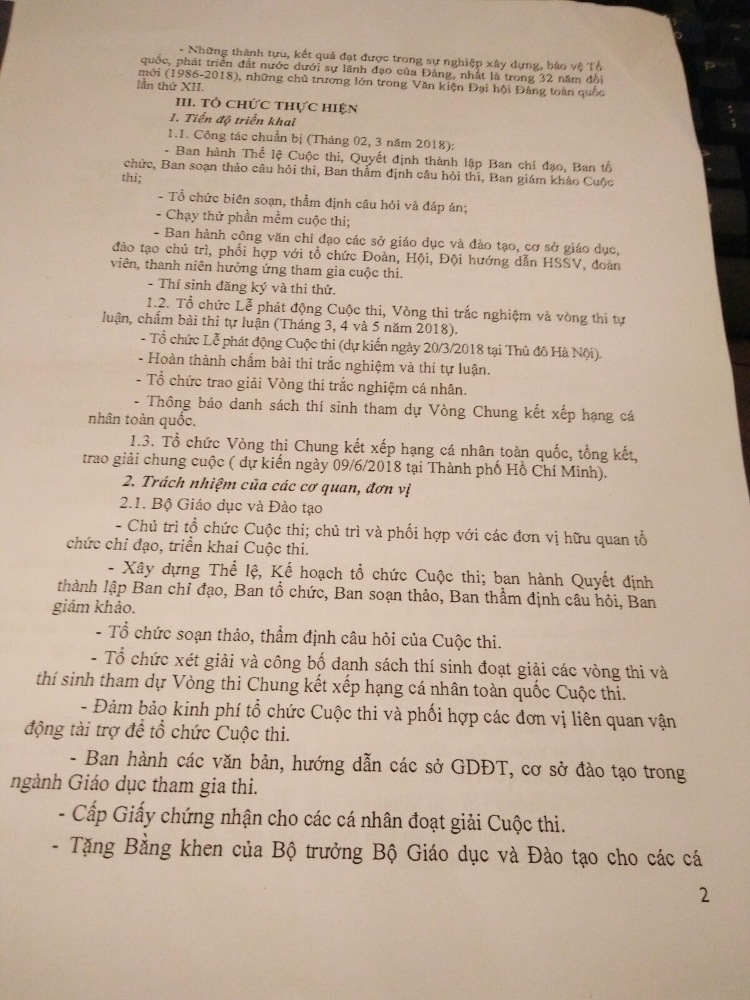 - Những thành tựu, kết quả đạt được trong sự nghiệp xây dựng, bảo vệ Tổ
quốc, phát triển đất nước dưới sự lãnh đạo của Đảng, nhất là trong 32 năm đổi
mới (1986-2018), những chủ trương lớn trong Văn kiện Đại hội Đảng toàn quốc
lần thứ XII.
III. TỔ CHỨC THỰC HIỆN
1. Tiến độ triển khai
1.1. Công tác chuẩn bị (Tháng 02, 3 năm 2018):
- Ban hành Thể lệ Cuộc thi, Quyết định thành lập Ban chỉ đạo, Ban tổ
chức, Ban soạn thảo câu hỏi thi, Ban thẩm định câu hỏi thi, Ban giám khảo Cuộc
thi;
- Tổ chức biên soạn, thẩm định câu hỏi và đáp án;
- Chạy thử phần mềm cuộc thi;
- Ban hành công văn chỉ đạo các sở giáo dục và đào tạo, cơ sở giáo dục,
đào tạo chủ trì, phối hợp với tổ chức Đoàn, Hội, Đội hướng dẫn HSSV, đoàn
viên, thanh niên hưởng ứng tham gia cuộc thi.
- Thí sinh đăng ký và thi thử.
1.2. Tổ chức Lễ phát động Cuộc thi, Vòng thi trắc nghiệm và vòng thi tự
luận, chấm bài thi tự luận (Tháng 3, 4 và 5 năm 2018).
- Tổ chức Lễ phát động Cuộc thi (dự kiến ngày 20/3/2018 tại Thủ đô Hà Nội).
- Hoàn thành chấm bài thi trắc nghiệm và thi tự luận.
- Tổ chức trao giải Vòng thi trắc nghiệm cá nhân.
- Thông báo danh sách thí sinh tham dự Vòng Chung kết xếp hạng cá
nhân toàn quốc.
1.3. Tổ chức Vòng thi Chung kết xếp hạng cá nhân toàn quốc, tổng kết,
trao giải chung cuộc ( dự kiến ngày 09/6/2018 tại Thành phố Hồ Chí Minh).
2. Trách nhiệm của các cơ quan, đơn vị
2.1. Bộ Giáo dục và Đào tạo
- Chủ trì tổ chức Cuộc thi; chủ trì và phối hợp với các đơn vị hữu quan tổ
chức chỉ đạo, triển khai Cuộc thi.
- Xây dựng Thể lệ, Kế hoạch tổ chức Cuộc thi; ban hành Quyết định
thành lập Ban chỉ đạo, Ban tổ chức, Ban soạn thảo, Ban thẩm định câu hỏi, Ban
giám khảo.
- Tổ chức soạn thảo, thẩm định câu hỏi của Cuộc thi.
- Tổ chức xét giải và công bố danh sách thí sinh đoạt giải các vòng thi và
thí sinh tham dự Vòng thi Chung kết xếp hạng cá nhân toàn quốc Cuộc thi.
- Đảm bảo kinh phí tổ chức Cuộc thi và phối hợp các đơn vị liên quan vận
động tài trợ để tổ chức Cuộc thi.
- Ban hành các văn bản, hướng dẫn các sở GDĐT, cơ sở đào tạo trong
ngành Giáo dục tham gia thi.
- Cấp Giấy chứng nhận cho các cá nhân đoạt giải Cuộc thi.
- Tặng Bằng khen của Bộ trưởng Bộ Giáo dục và Đào tạo cho các cá
2